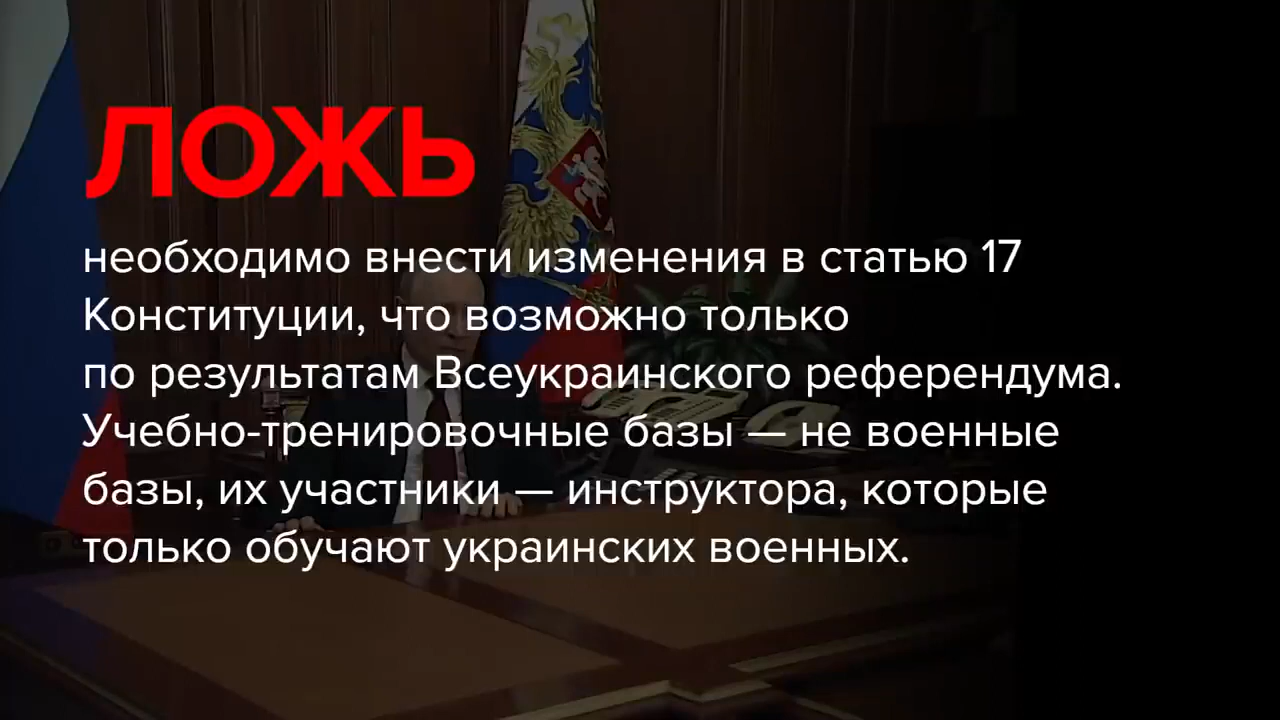 ЛОЖЬ
необходимо внести изменения в статью 17
Конституции, что возможно только
по результатам Всеукраинского референдума.
Учебно-тренировочные базы — не военные
базы, их участники — инструктора, которые
только обучают украинских военных.